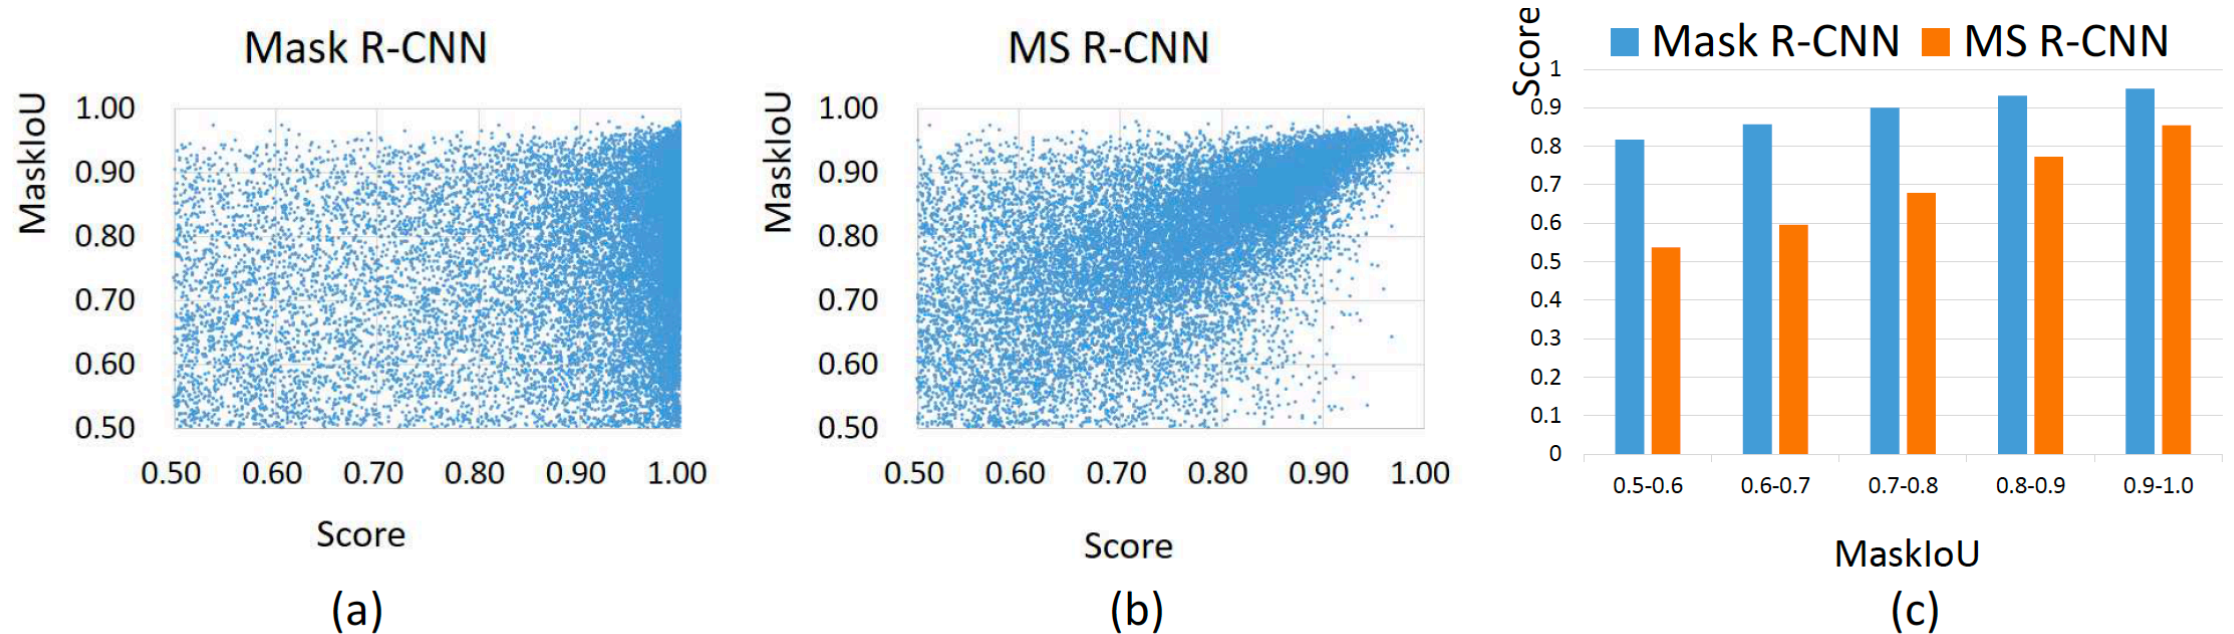 Mask R-CNN
MaskIoU
1.00
0.90
0.80
0.70
0.60
0.50
0.50 0.60 0.70 0.80 0.90 1.00
Score
(a)
MS R-CNN
MaskIoU
1.00
0.90
0.80
0.70
0.60
0.50
0.50 0.60 0.70 0.80 0.90 1.00
Score
(b)
Mask R-CNN MS R-CNN
Score
1
0.9
0.8
0.7
0.6
0.5
0.4
0.3
0.2
0.1
0
0.5-0.6 0.6-0.7 0.7-0.8 0.8-0.9 0.9-1.0
MaskIoU
(c)